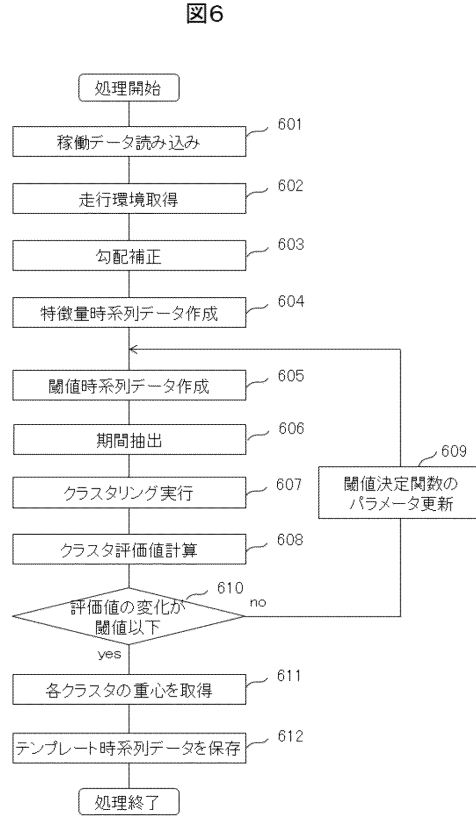 図6
処理開始
稼働データ読み込み
601
走行環境取得
602
勾配補正
603
特徴量時系列データ作成
604
閾値時系列データ作成
605
期間抽出
606
クラスタリング実行
607
クラスタ評価値計算
608
閾値決定関数の
パラメータ更新
609
評価値の変化が
閾値以下
610
no
yes
各クラスタの重心を取得
611
テンプレート時系列データを保存
612
処理終了